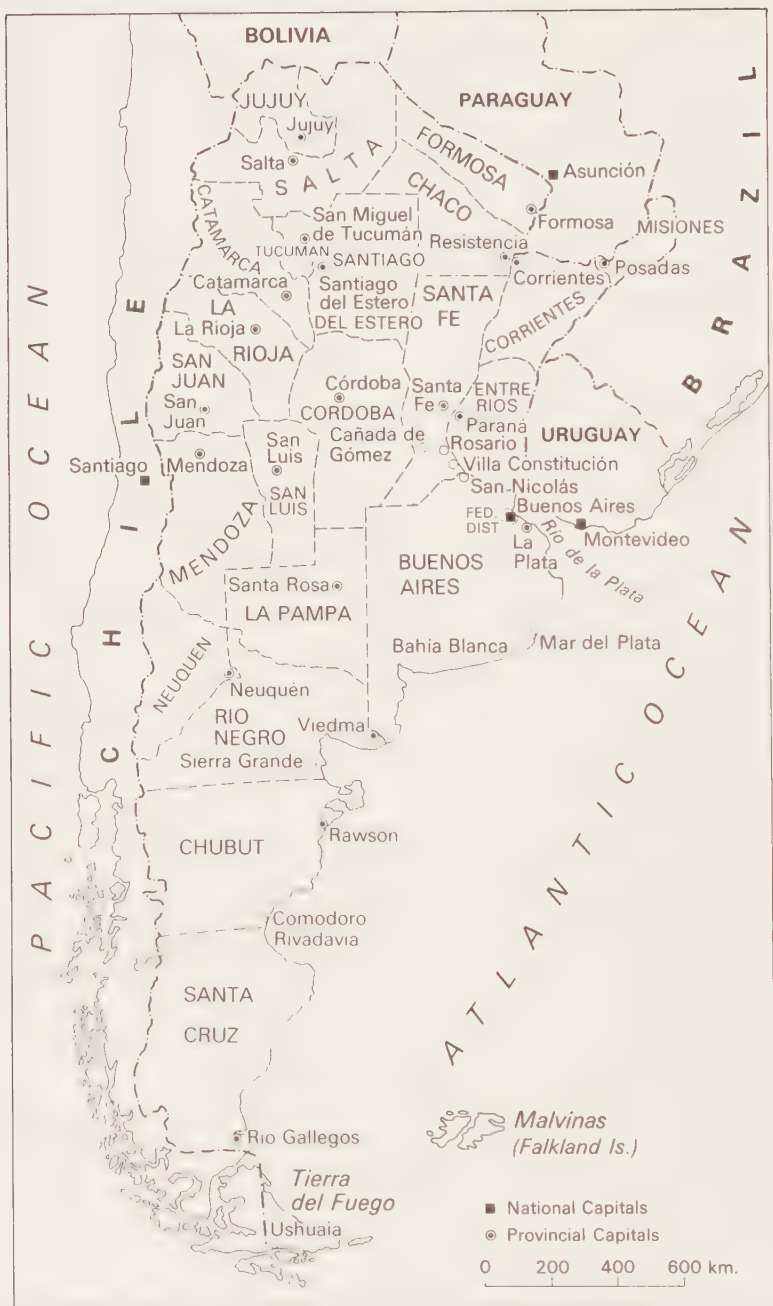 BOLIVIA
JUJUY
PARAGUAY
Jujuy
Salta
SALTA
FORMOSA
Asunción
CHACO
Formosa
BRAZIL
CATAMARCA
San Miguel
de Tucumán
TUCUMAN
SANTIAGO
Resistencia
MISIONES
Corrientes
Posadas
Catamarca
Santiago
del Estero
DEL ESTERO
SANTA
FE
CORRIENTES
LA
La Rioja
RIOJA
SAN
JUAN
San
Juan
Córdoba
CORDOBA
Santa
Fe
ENTRE
RIOS
Paraná
URUGUAY
Cañada de
Gómez
Rosario
Villa Constitución
San Nicolás
Santiago
Mendoza
San
Luis
SAN
LUIS
MENDOZA
FED.
DIST
Buenos Aires
La
Plata
Río de la Plata
Montevideo
BUENOS
AIRES
Santa Rosa
LA PAMPA
Bahía Blanca
Mar del Plata
NEUQUEN
Neuquén
RIO
NEGRO
Viedma
Sierra Grande
CHILE
PACIFIC OCEAN
ATLANTIC OCEAN
CHUBUT
Rawson
Comodoro
Rivadavia
SANTA
CRUZ
Río Gallegos
Malvinas
(Falkland Is.)
Tierra
del Fuego
Ushuaia
National Capitals
Provincial Capitals
0 200 400 600 km.